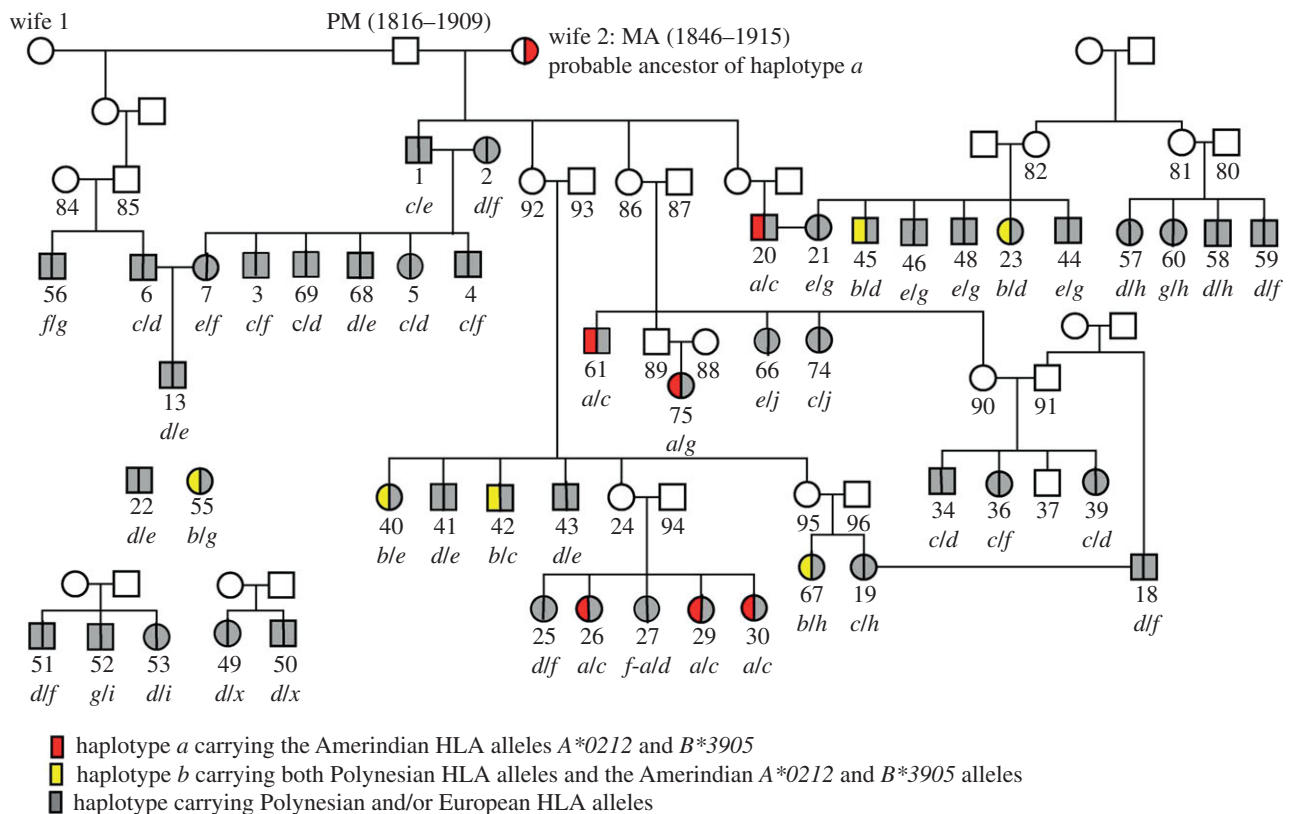 wife 1
PM (1816–1909)
wife 2: MA (1846–1915)
probable ancestor of haplotype a
82
81 80
1 2
c/e d/f
92 93 86 87
84 85
20 21 45 46 48 23 44
a/c e/g b/d e/g e/g b/d e/g
57 60 58 59
d/h g/h d/h d/f
56 6 7 3 69 68 5 4
f/g c/d e/f c/f c/d d/e c/d c/f
61 89 88 66 74
a/c e/j c/j
75
a/g
90 91
13
d/e
22 55
d/e b/g
40 41 42 43 24 94
b/e d/e b/c d/e
95 96
34 36 37 39
c/d c/f c/d
67 19 18
b/h c/h d/f
25 26 27 29 30
d/f a/c f-a/d a/c a/c
51 52 53 49 50
d/f g/i d/i d/x d/x
haplotype a carrying the Amerindian HLA alleles A*0212 and B*3905
haplotype b carrying both Polynesian HLA alleles and the Amerindian A*0212 and B*3905 alleles
haplotype carrying Polynesian and/or European HLA alleles